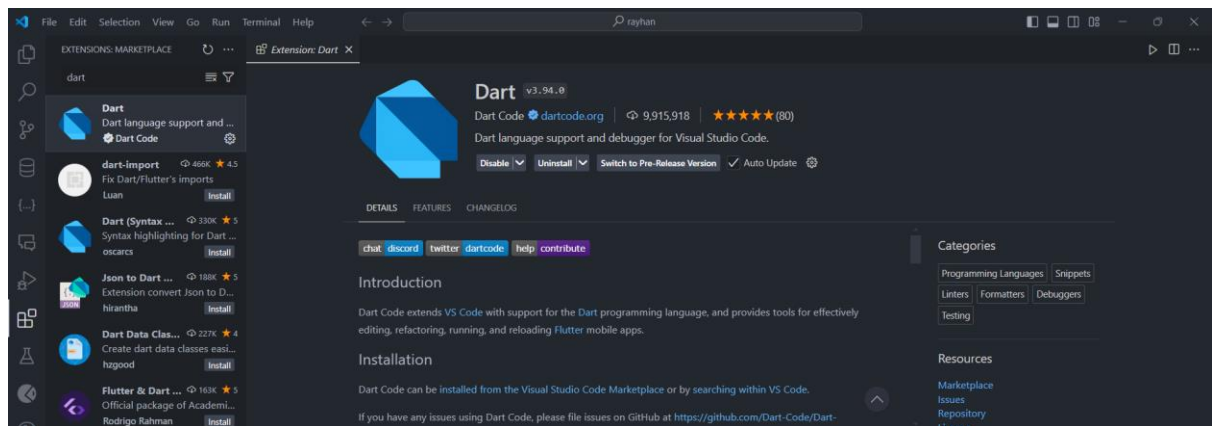 File Edit Selection View Go Run Terminal Help
rayhan
EXTENSIONS: MARKETPLACE
Extension: Dart
dart
Dart
Dart language support and ...
Dart Code
dart-import 466K ★ 4.5
Fix Dart/Flutter's imports
Luan Install
Dart (Syntax ... 330K ★ 5
Syntax highlighting for Dart ...
oscarcs Install
Json to Dart ... 188K ★ 5
Extension convert Json to D...
hirantha Install
Dart Data Clas... 227K ★ 4
Create dart data classes easi...
hzgood Install
Flutter & Dart ... 163K ★ 5
Official package of Academi...
Rodrigo Rahman Install
{...}
JSON
Dart v3.94.0
Dart Code dartcode.org 9,915,918 ★★★★★(80)
Dart language support and debugger for Visual Studio Code.
Disable Uninstall Switch to Pre-Release Version Auto Update
DETAILS FEATURES CHANGELOG
chat discord twitter dartcode help contribute
Introduction
Dart Code extends VS Code with support for the Dart programming language, and provides tools for effectively
editing, refactoring, running, and reloading Flutter mobile apps.
Installation
Dart Code can be installed from the Visual Studio Code Marketplace or by searching within VS Code.
If you have any issues using Dart Code, please file issues on GitHub at https://github.com/Dart-Code/Dart-
Categories
Programming Languages Snippets
Linters Formatters Debuggers
Testing
Resources
Marketplace
Issues
Repository